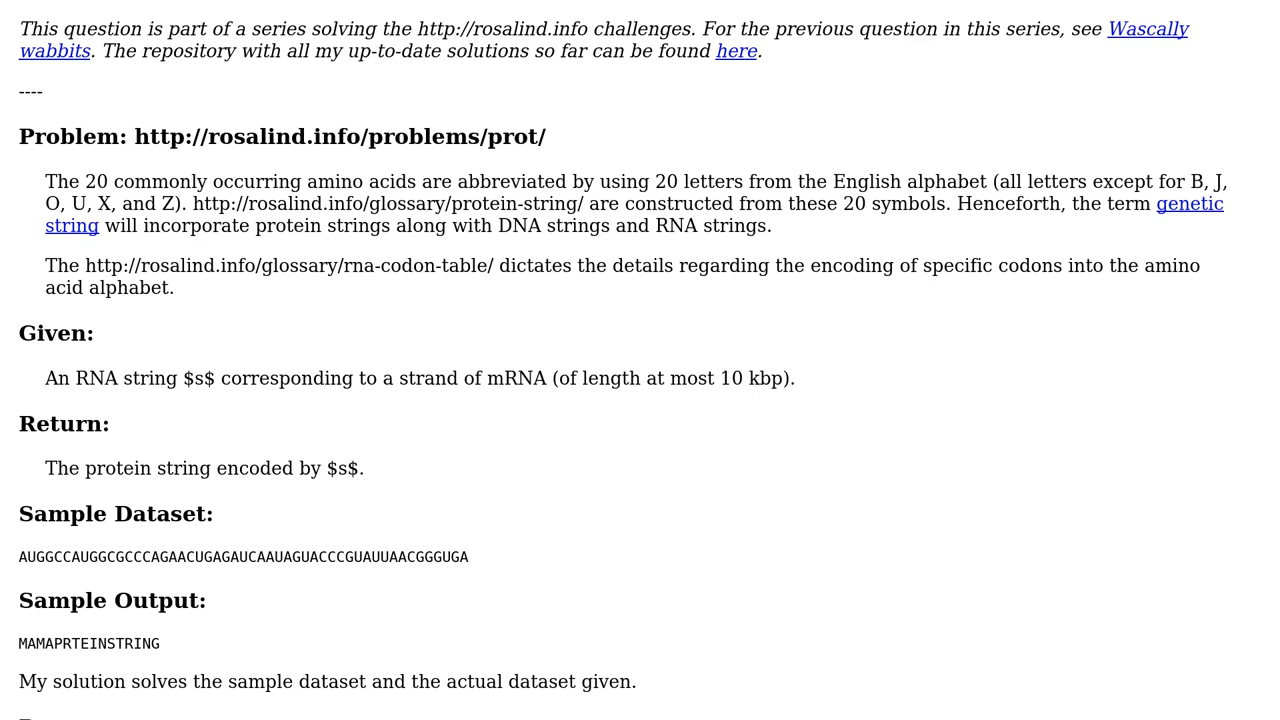 This question is part of a series solving the http://rosalind.info challenges. For the previous question in this series, see Wascally
wabbits. The repository with all my up-to-date solutions so far can be found here.
----
Problem: http://rosalind.info/problems/prot/
The 20 commonly occurring amino acids are abbreviated by using 20 letters from the English alphabet (all letters except for B, J,
O, U, X, and Z). http://rosalind.info/glossary/protein-string/ are constructed from these 20 symbols. Henceforth, the term genetic
string will incorporate protein strings along with DNA strings and RNA strings.
The http://rosalind.info/glossary/rna-codon-table/ dictates the details regarding the encoding of specific codons into the amino
acid alphabet.
Given:
An RNA string $s$ corresponding to a strand of mRNA (of length at most 10 kbp).
Return:
The protein string encoded by $s$.
Sample Dataset:
AUGGCCAUGGCGCCCAGAACUGAGAUCAAUAGUACCCGUAUUAACGGGUGA
Sample Output:
MAMAPRTEINSTRING
My solution solves the sample dataset and the actual dataset given.